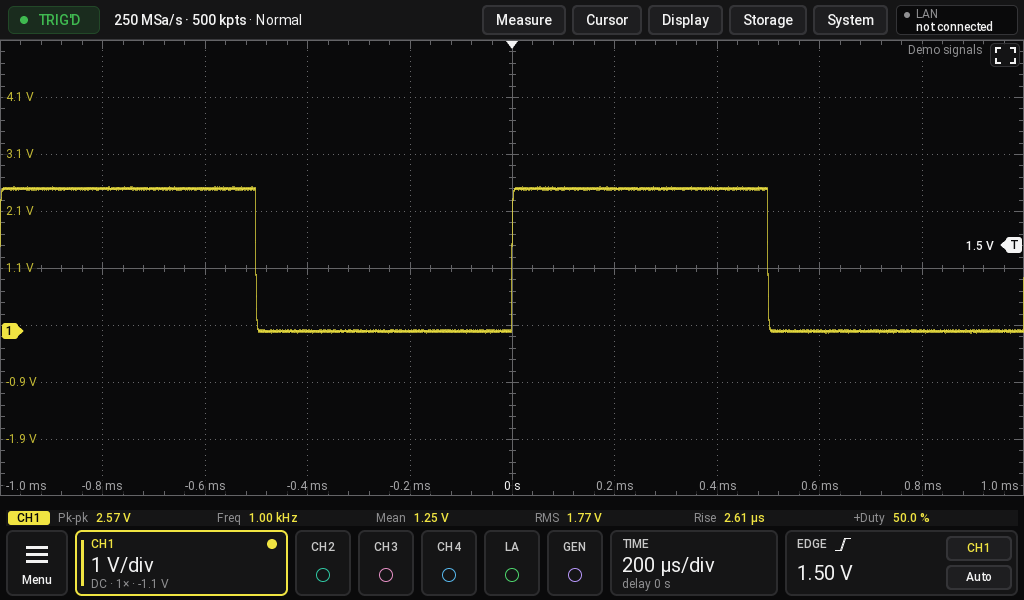 TRIG'D
250 MSa/s · 500 kpts · Normal
Measure
Cursor
Display
Storage
System
LAN
not connected
Demo signals
4.1 V
3.1 V
2.1 V
1.5 V
T
1.1 V
1
-0.9 V
-1.9 V
-1.0 ms
-0.8 ms
-0.6 ms
-0.4 ms
-0.2 ms
0 s
0.2 ms
0.4 ms
0.6 ms
0.8 ms
1.0 ms
CH1 Pk-pk 2.57 V Freq 1.00 kHz Mean 1.25 V RMS 1.77 V Rise 2.61 µs +Duty 50.0 %
Menu
CH1
1 V/div
DC · 1× · -1.1 V
CH2
CH3
CH4
LA
GEN
TIME
200 µs/div
delay 0 s
EDGE
1.50 V
CH1
Auto